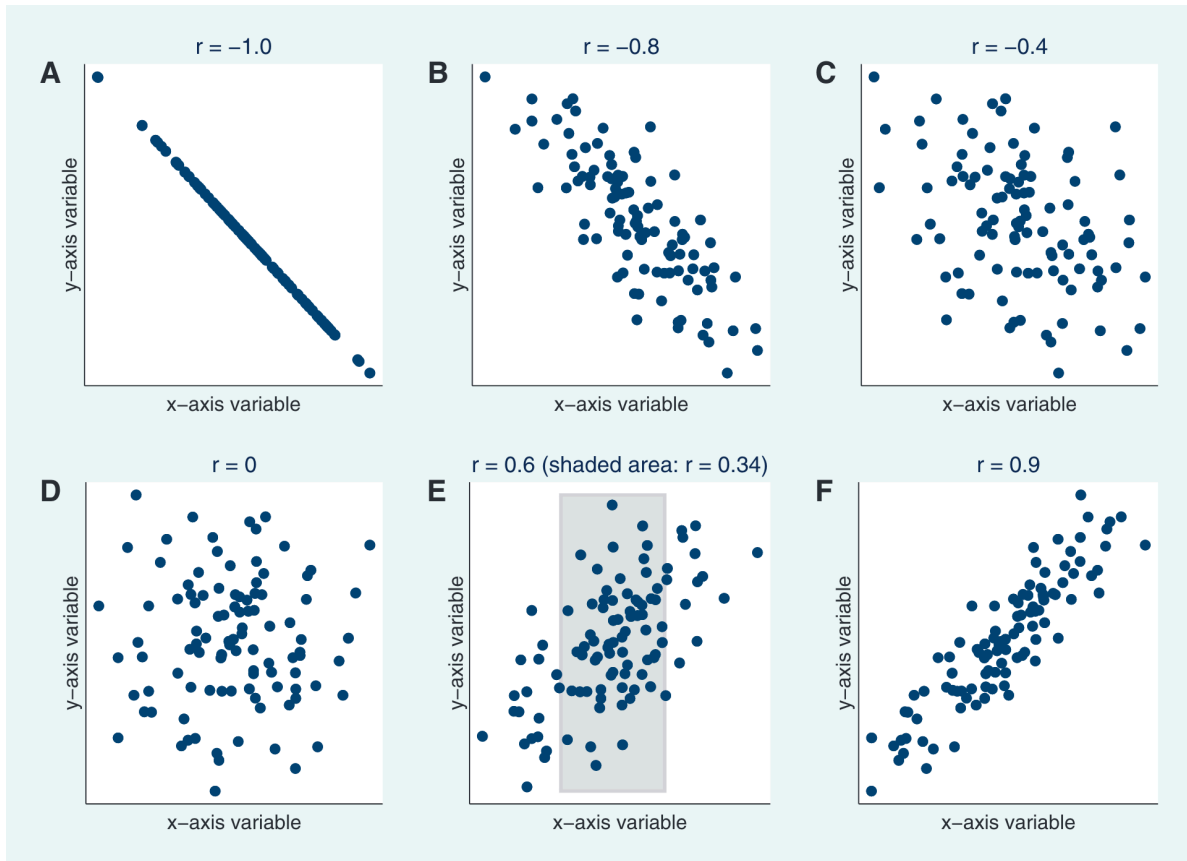 r = −1.0
A
y−axis variable
x−axis variable
r = −0.8
B
y−axis variable
x−axis variable
r = −0.4
C
y−axis variable
x−axis variable
r = 0
D
y−axis variable
x−axis variable
r = 0.6 (shaded area: r = 0.34)
E
y−axis variable
x−axis variable
r = 0.9
F
y−axis variable
x−axis variable